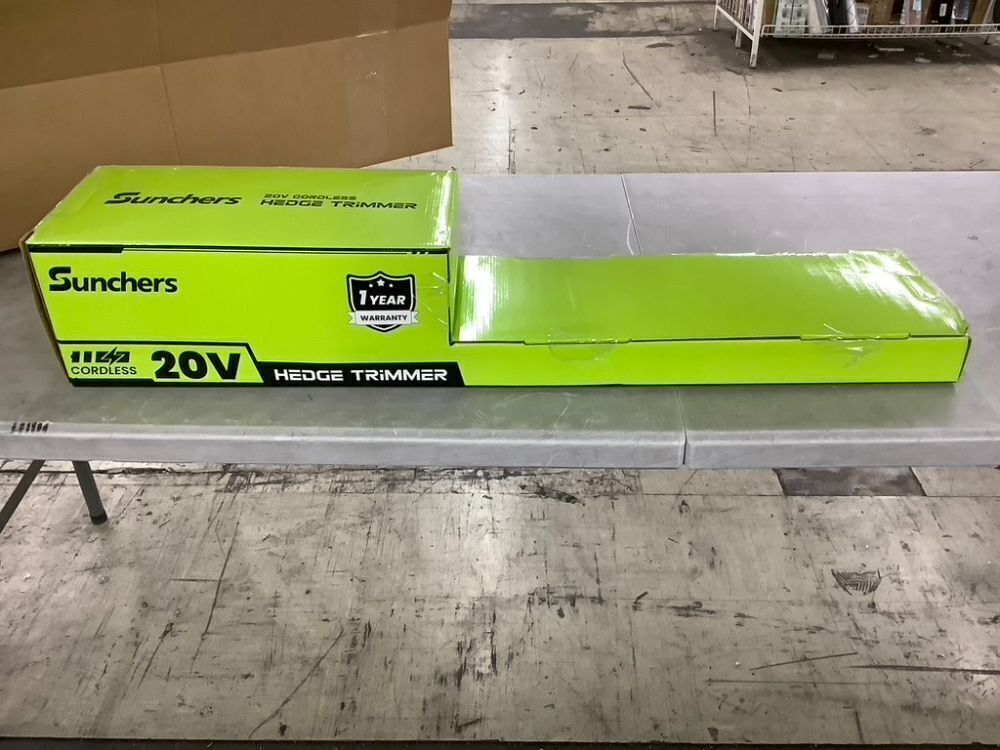 Sunchers
20V CORDLESS
HEDGE TRiMMER
Sunchers
1 YEAR
WARRANTY
CORDLESS
20V
HEDGE TRiMMER